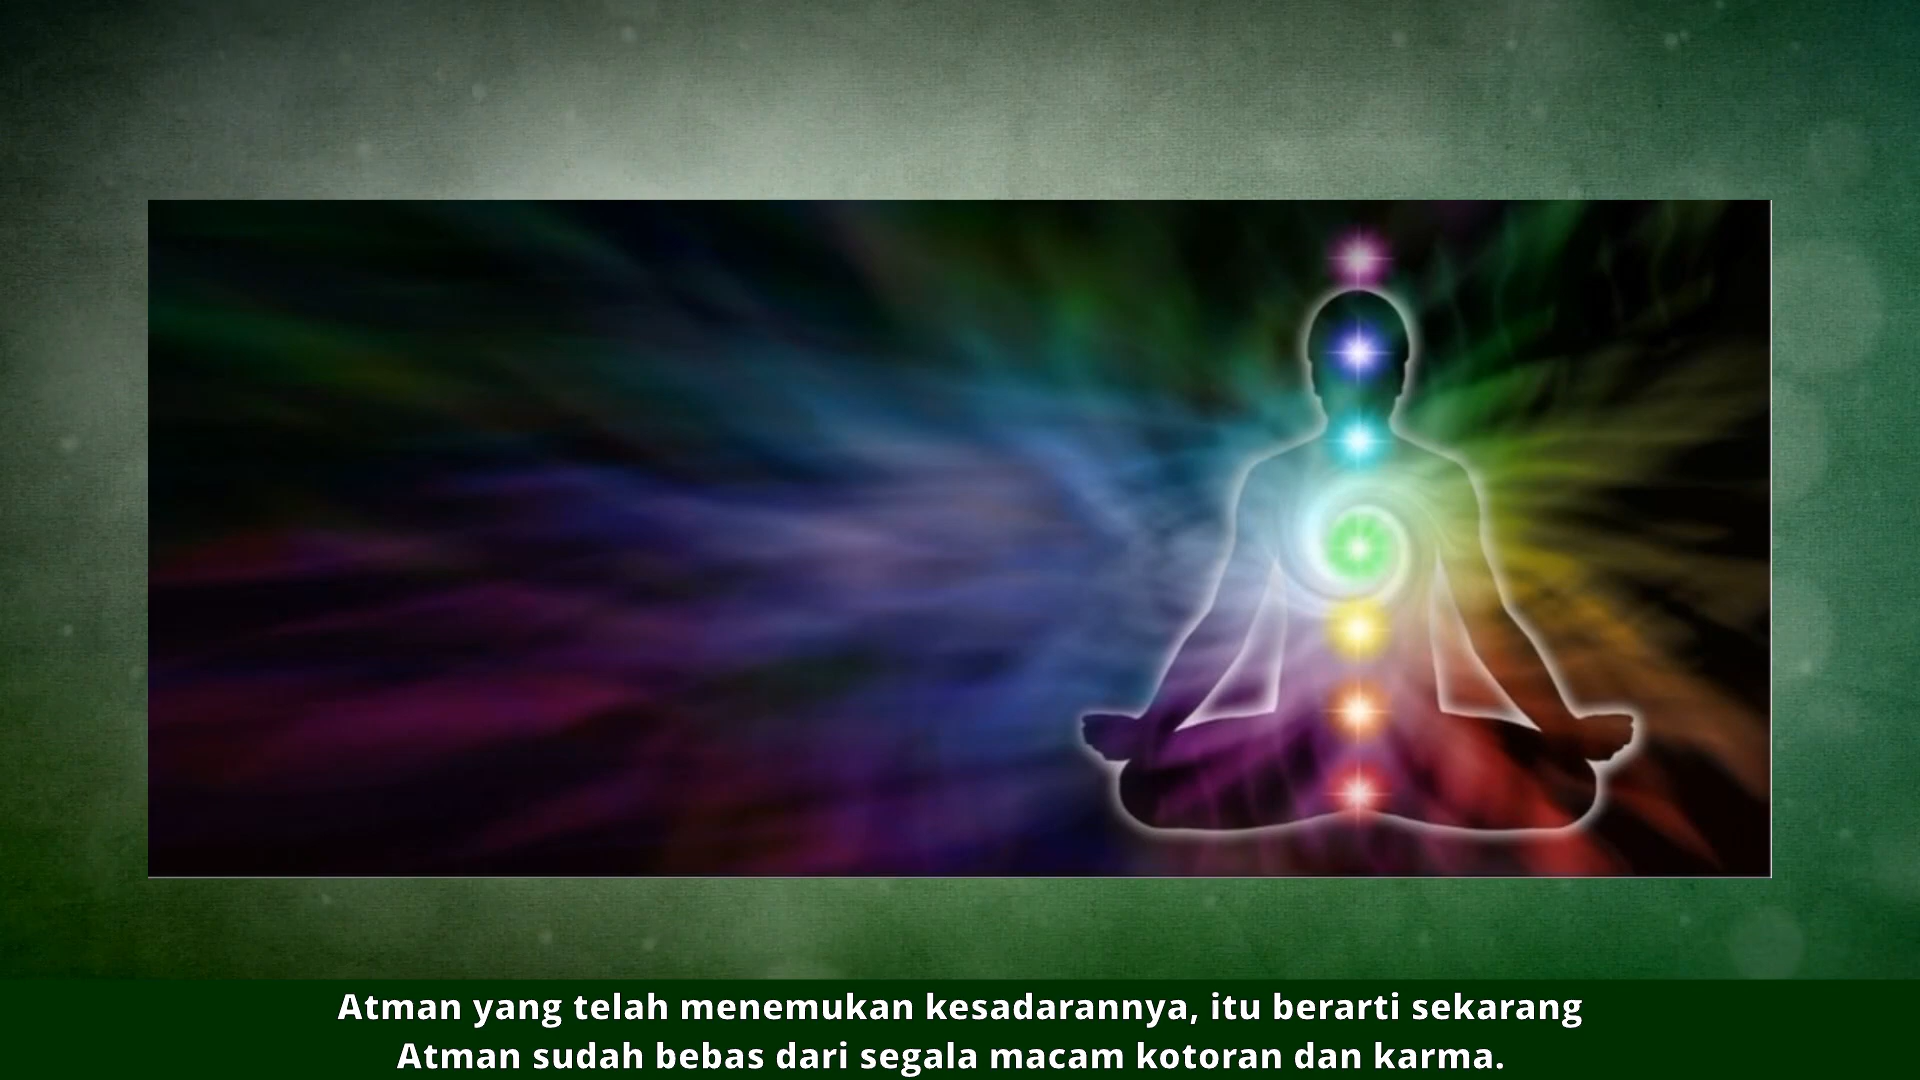 Atman yang telah menemukan kesadarannya, itu berarti sekarang
Atman sudah bebas dari segala macam kotoran dan karma.